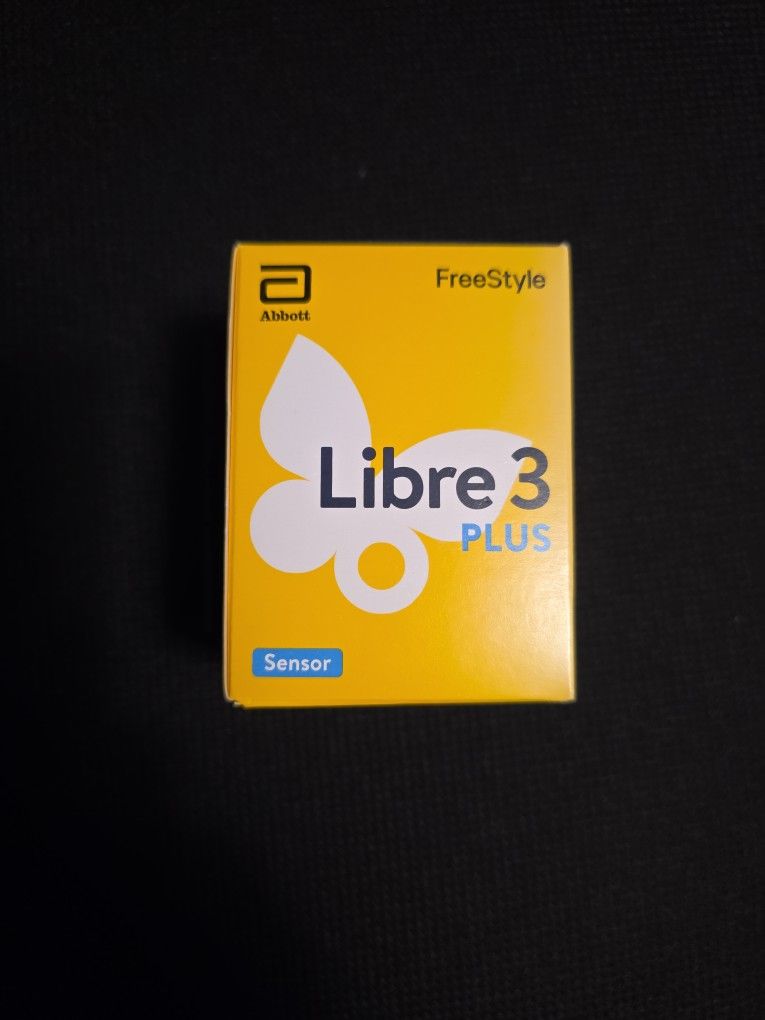 Abbott
FreeStyle
Libre 3
PLUS
Sensor